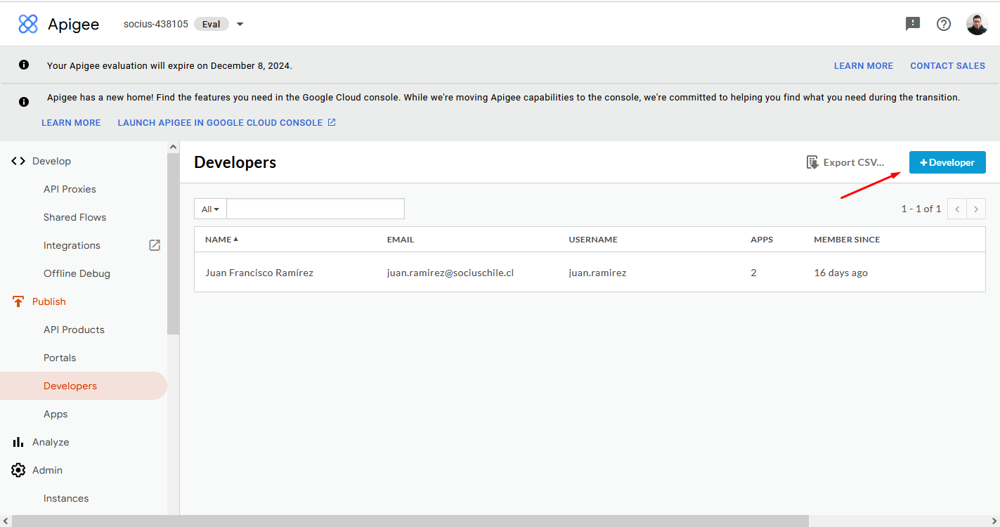 Apigee
socius-438105 Eval
Your Apigee evaluation will expire on December 8, 2024.
LEARN MORE CONTACT SALES
Apigee has a new home! Find the features you need in the Google Cloud console. While we're moving Apigee capabilities to the console, we're committed to helping you find what you need during the transition.
LEARN MORE LAUNCH APIGEE IN GOOGLE CLOUD CONSOLE
Develop
API Proxies
Shared Flows
Integrations
Offline Debug
Publish
API Products
Portals
Developers
Apps
Analyze
Admin
Instances
Developers
Export CSV...
+ Developer
All
1 - 1 of 1
NAME EMAIL USERNAME APPS MEMBER SINCE
Juan Francisco Ramírez juan.ramirez@sociuschile.cl juan.ramirez 2 16 days ago